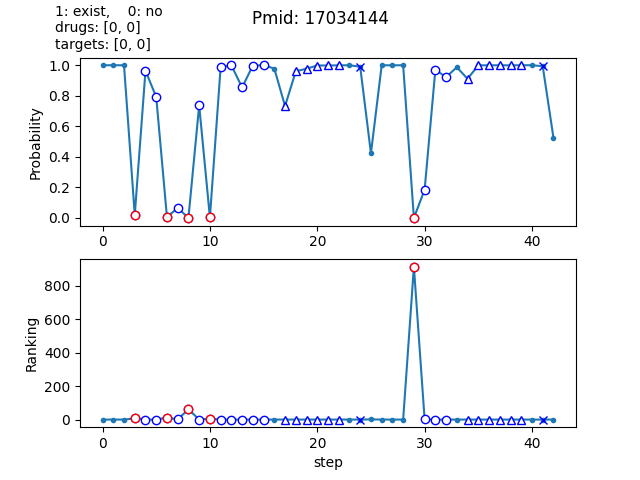 1: exist,    0: no
drugs: [0, 0]
targets: [0, 0]
Pmid: 17034144
Probability
1.0
0.8
0.6
0.4
0.2
0.0
0 10 20 30 40
Ranking
800
600
400
200
0
0 10 20 30 40
step